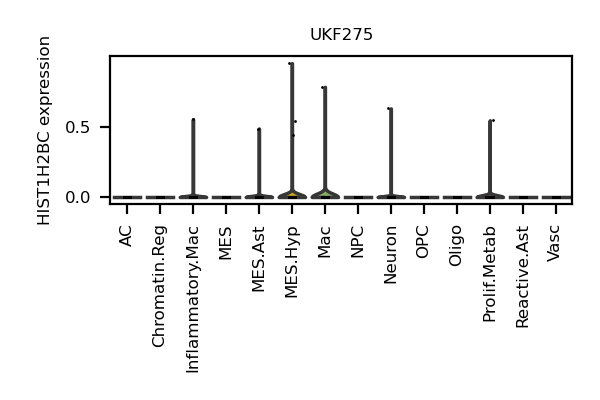 UKF275
HIST1H2BC expression
0.5
0.0
AC
Chromatin.Reg
Inflammatory.Mac
MES
MES.Ast
MES.Hyp
Mac
NPC
Neuron
OPC
Oligo
Prolif.Metab
Reactive.Ast
Vasc